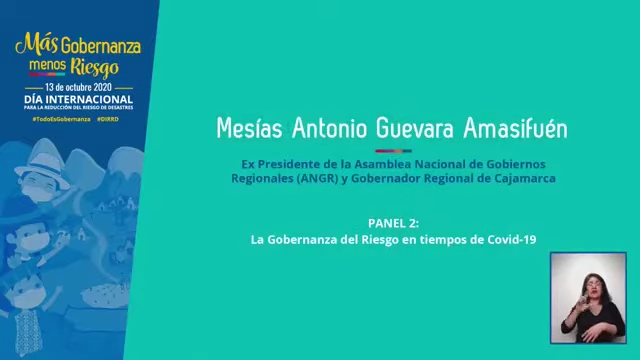 Más Gobernanza
menos Riesgo
13 de octubre 2020
DÍA INTERNACIONAL
PARA LA REDUCCIÓN DEL RIESGO DE DESASTRES
#TodoEsGobernanza #DIRRD
Mesías Antonio Guevara Amasifuén
Ex Presidente de la Asamblea Nacional de Gobiernos
Regionales (ANGR) y Gobernador Regional de Cajamarca
PANEL 2:
La Gobernanza del Riesgo en tiempos de Covid-19